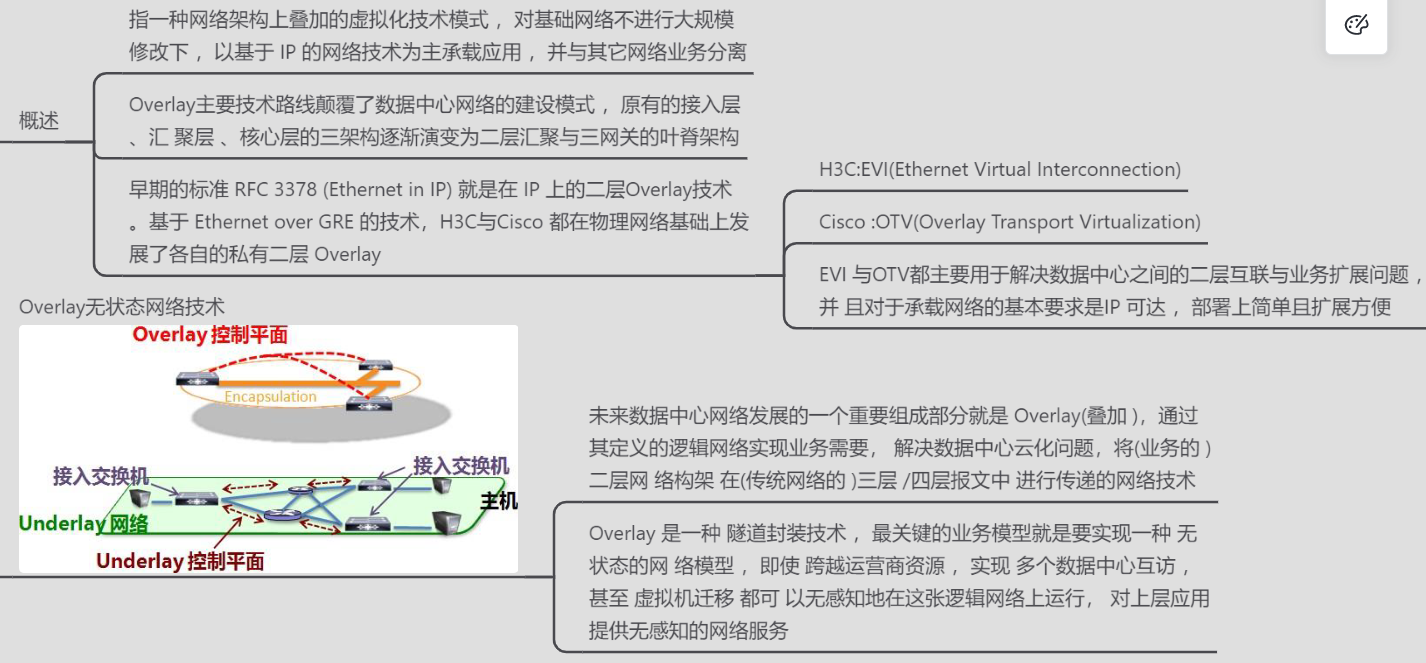 指一种网络架构上叠加的虚拟化技术模式 ，对基础网络不进行大规模
修改下 ，以基于 IP 的网络技术为主承载应用 ，并与其它网络业务分离
概述
Overlay主要技术路线颠覆了数据中心网络的建设模式 ，原有的接入层
、汇 聚层 、核心层的三架构逐渐演变为二层汇聚与三网关的叶脊架构
早期的标准 RFC 3378 (Ethernet in IP) 就是在 IP 上的二层Overlay技术
。基于 Ethernet over GRE 的技术，H3C与Cisco 都在物理网络基础上发
展了各自的私有二层 Overlay
H3C:EVI(Ethernet Virtual Interconnection)
Cisco :OTV(Overlay Transport Virtualization)
EVI 与OTV都主要用于解决数据中心之间的二层互联与业务扩展问题 ，
并 且对于承载网络的基本要求是IP 可达 ，部署上简单且扩展方便
Overlay无状态网络技术
Overlay 控制平面
Encapsulation
接入交换机
接入交换机
主机
Underlay 网络
Underlay 控制平面
未来数据中心网络发展的一个重要组成部分就是 Overlay(叠加 )，通过
其定义的逻辑网络实现业务需要， 解决数据中心云化问题，将(业务的 )
二层网 络构架 在(传统网络的 )三层 /四层报文中 进行传递的网络技术
Overlay 是一种 隧道封装技术 ，最关键的业务模型就是要实现一种 无
状态的网 络模型 ，即使 跨越运营商资源 ，实现 多个数据中心互访 ，
甚至 虚拟机迁移 都可 以无感知地在这张逻辑网络上运行， 对上层应用
提供无感知的网络服务